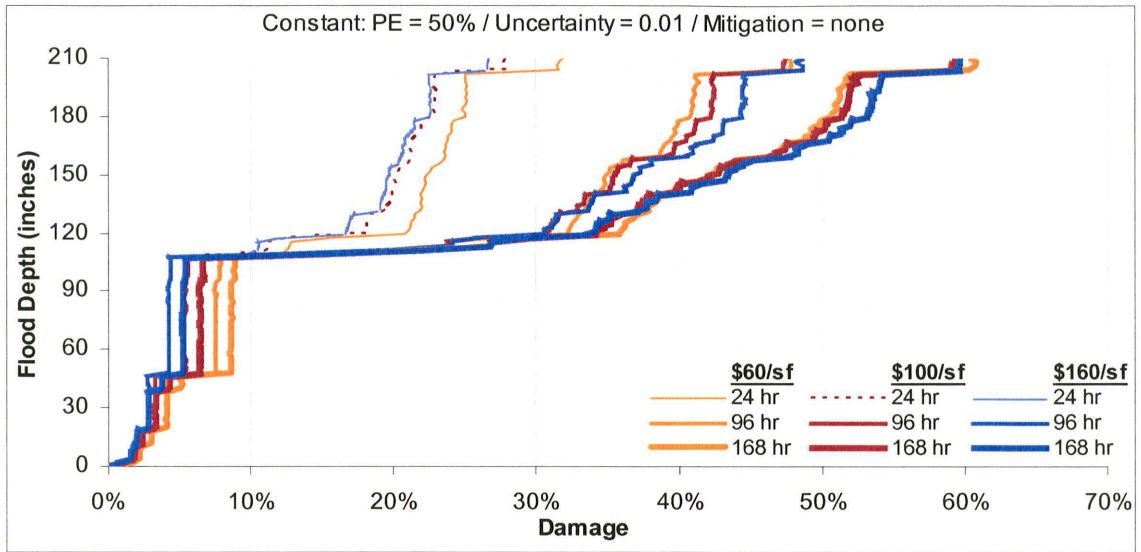 Constant: PE = 50% / Uncertainty = 0.01 / Mitigation = none
Flood Depth (inches)
210
180
150
120
90
60
30
0
$60/sf $100/sf $160/sf
24 hr 24 hr 24 hr
96 hr 96 hr 96 hr
168 hr 168 hr 168 hr
0% 10% 20% 30% 40% 50% 60% 70%
Damage